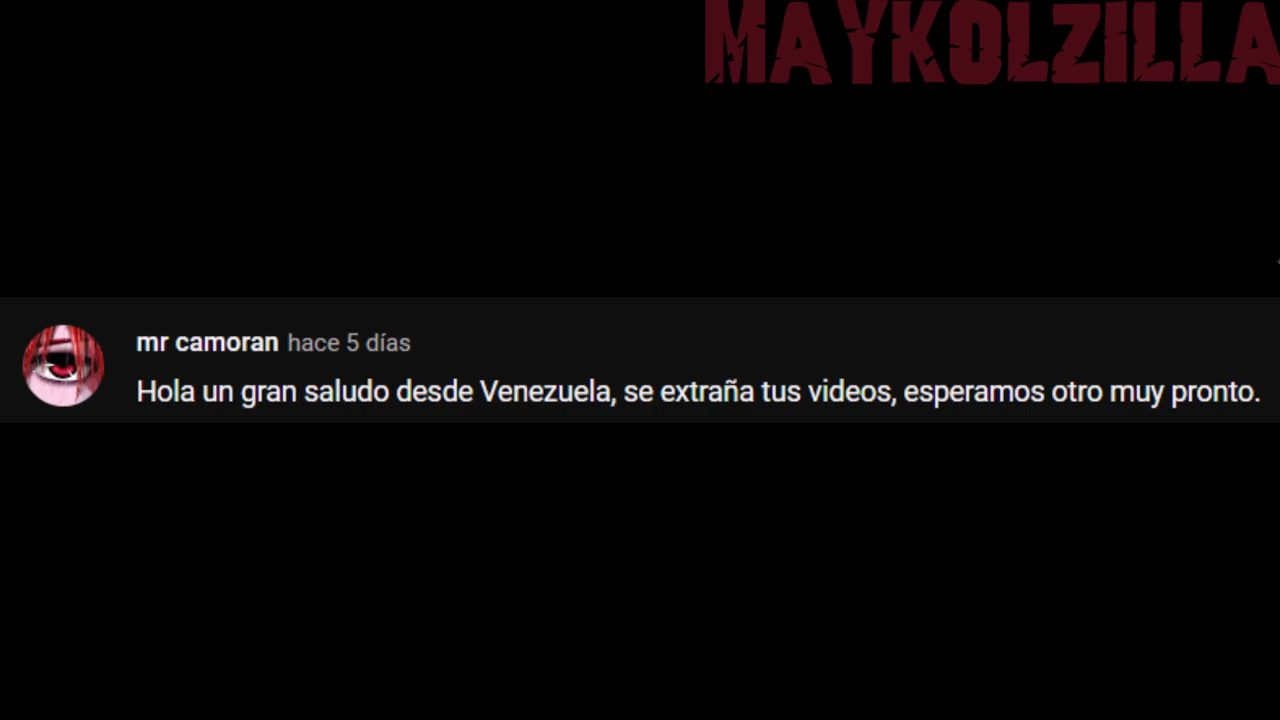 MAYKOLZILLA
mr camoran hace 5 días
Hola un gran saludo desde Venezuela, se extraña tus videos, esperamos otro muy pronto.